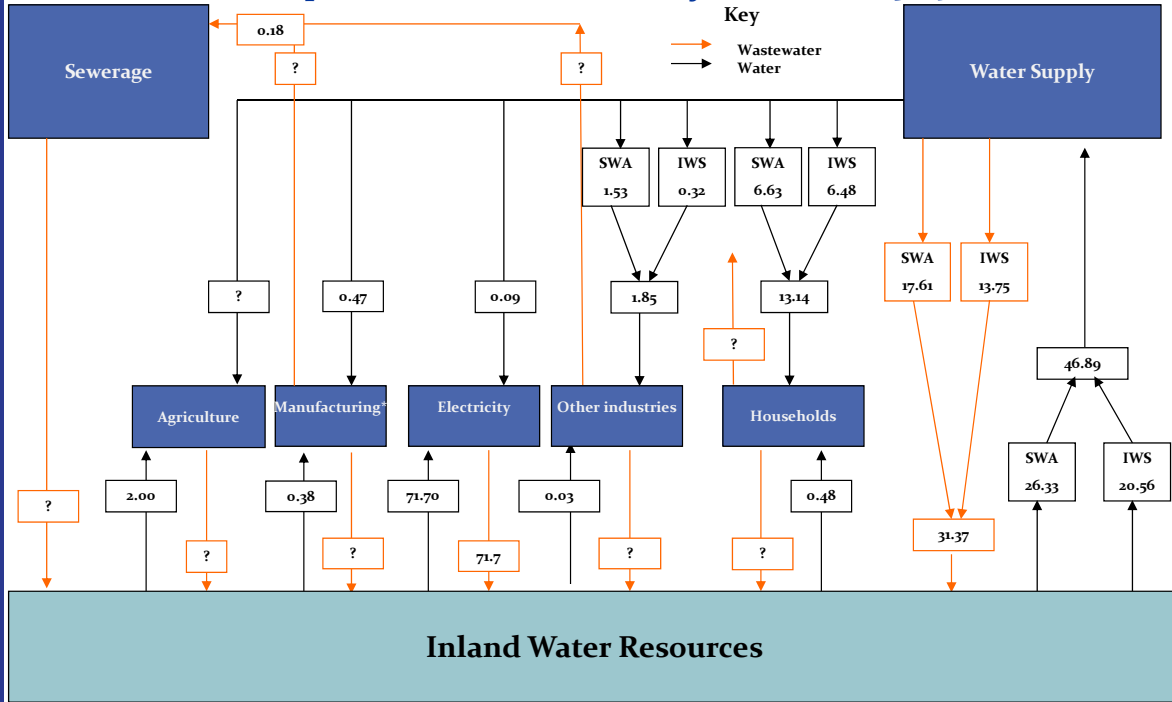 Key
Wastewater
Water
0.18
Sewerage
?
?
Water Supply
SWA
1.53
IWS
0.32
SWA
6.63
IWS
6.48
SWA
17.61
IWS
13.75
?
0.47
0.09
1.85
13.14
?
46.89
Agriculture
Manufacturing*
Electricity
Other industries
Households
SWA
26.33
IWS
20.56
?
2.00
0.38
71.70
0.03
0.48
?
?
71.7
?
?
31.37
Inland Water Resources